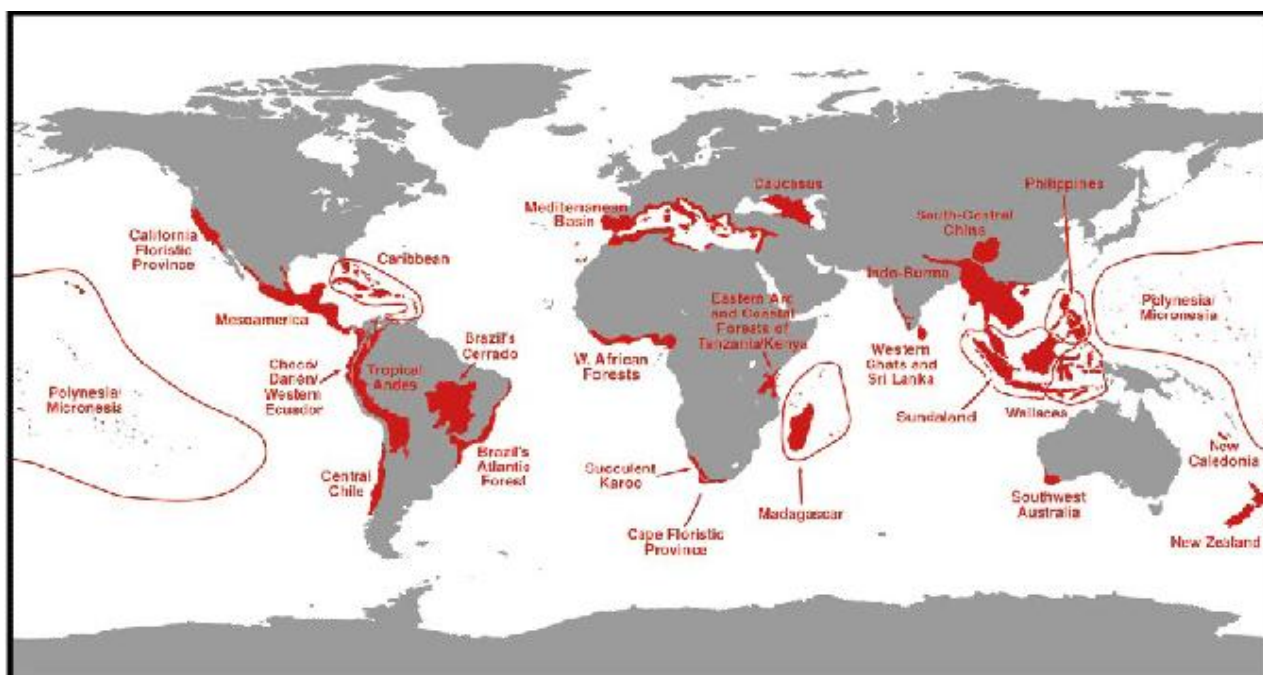 Caucasus
Philippines
Mediterranean
Basin
South-Central
China
California
Floristic
Province
Caribbean
Indo-Burma
Polynesia/
Micronesia
Mesoamerica
Eastern Arc
and Coastal
Forests of
Tanzania/Kenya
Brazil's
Cerrado
W. African
Forests
Western
Ghats and
Sri Lanka
Choco/
Darien/
Western
Ecuador
Tropical
Andes
Polynesia/
Micronesia
Sundaland
Wallacea
Brazil's
Atlantic
Forest
New
Caledonia
Central
Chile
Succulent
Karoo
Madagascar
Southwest
Australia
Cape Floristic
Province
New Zealand